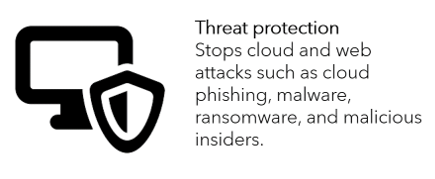 Threat protection
Stops cloud and web
attacks such as cloud
phishing, malware,
ransomware, and malicious
insiders.